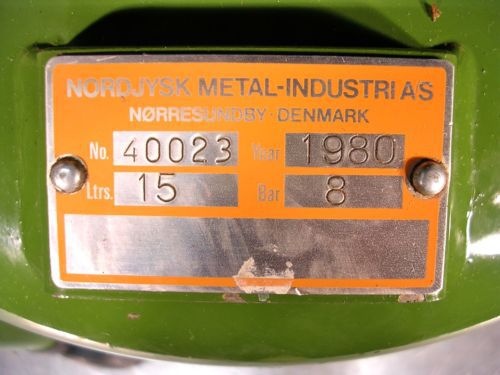 NORDJYSK METAL-INDUSTRI A/S
NØRRESUNDBY · DENMARK
No. 40023 Year 1980
Ltrs. 15 Bar 8